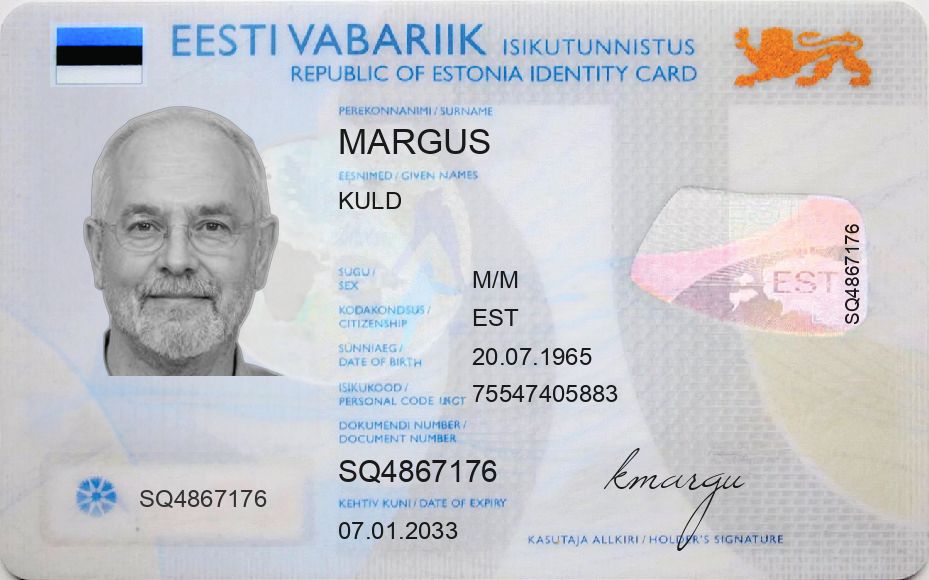 EESTI VABARIIK ISIKUTUNNISTUS
REPUBLIC OF ESTONIA IDENTITY CARD
PEREKONNANIMI / SURNAME
MARGUS
EESNIMED / GIVEN NAMES
KULD
SUGU /
SEX
M/M
KODAKONDSUS /
CITIZENSHIP
EST
SÜNNIAEG /
DATE OF BIRTH
20.07.1965
ISIKUKOOD /
PERSONAL CODE
75547405883
DOKUMENDI NUMBER /
DOCUMENT NUMBER
SQ4867176
KEHTIV KUNI / DATE OF EXPIRY
07.01.2033
SQ4867176
EST
SQ4867176
kmargu
KASUTAJA ALLKIRI / HOLDER'S SIGNATURE